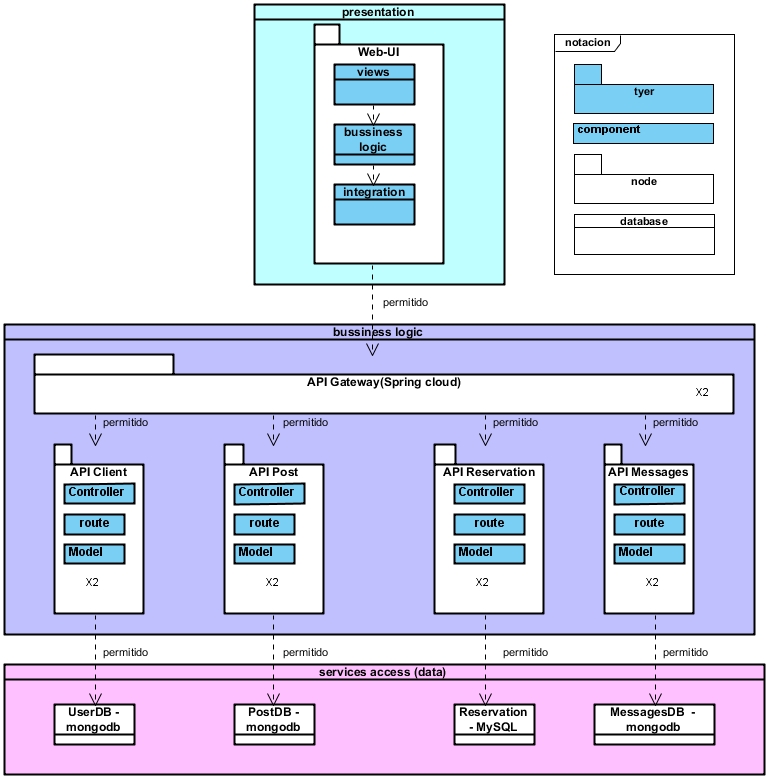 presentation
Web-UI
views
bussiness
logic
integration
notacion
tyer
component
node
database
permitido
bussiness logic
API Gateway(Spring cloud)
X2
permitido
permitido
permitido
permitido
API Client
Controller
route
Model
X2
API Post
Controller
route
Model
X2
API Reservation
Controller
route
Model
X2
API Messages
Controller
route
Model
X2
permitido
permitido
permitido
permitido
services access (data)
UserDB -
mongodb
PostDB -
mongodb
Reservation
- MySQL
MessagesDB -
mongodb